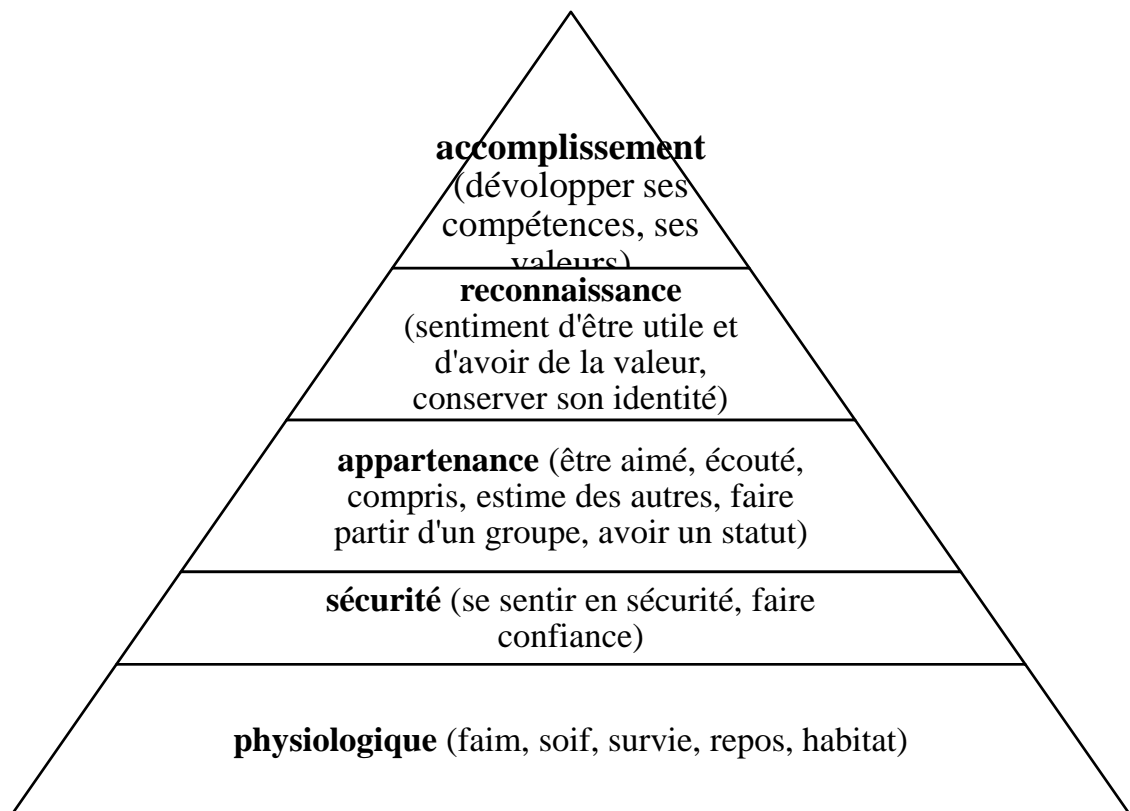 accomplissement
(dévolopper ses
compétences, ses
valeurs)
reconnaissance
(sentiment d'être utile et
d'avoir de la valeur,
conserver son identité)
appartenance (être aimé, écouté,
compris, estime des autres, faire
partir d'un groupe, avoir un statut)
sécurité (se sentir en sécurité, faire
confiance)
physiologique (faim, soif, survie, repos, habitat)